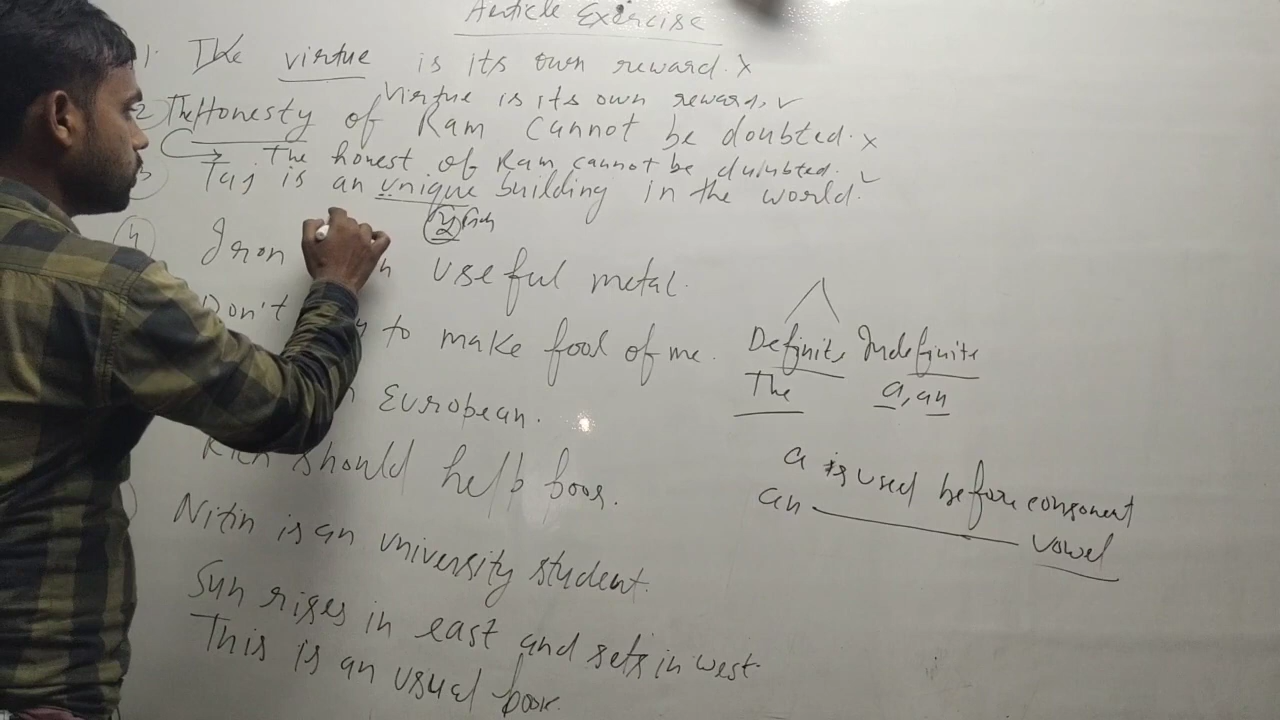 Article Exercise
1. The virtue is its own reward. x
Virtue is its own reward. ✓
2 The Honesty of Ram cannot be doubted. x
The honest of Ram cannot be dubted. ✓
3 Taj is an unique building in the world. ✓
4 Iron useful metal.
Don't to make fool of me.
European.
Rich should help poor.
Nitin is an university student.
Sun rises in east and sets in west.
This is an usual book.
Definite Indefinite
The a, an
a is used before consonent
an vowel